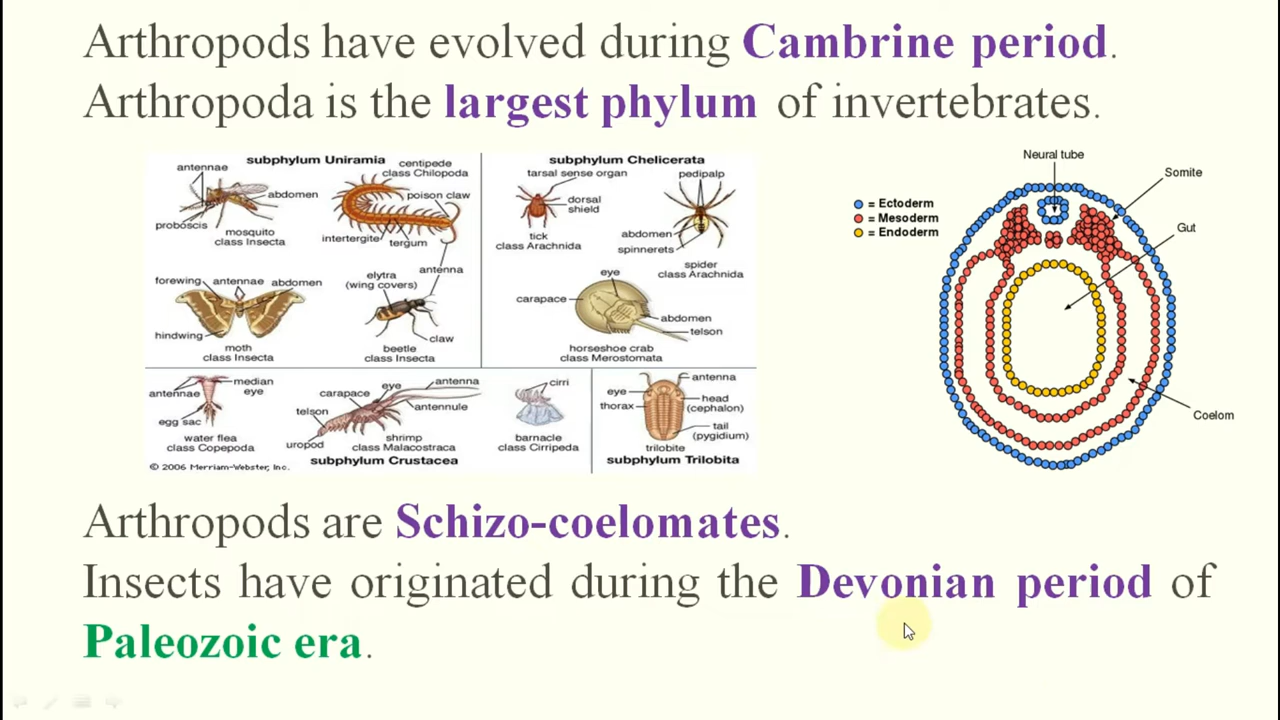 Arthropods have evolved during Cambrine period.
Arthropoda is the largest phylum of invertebrates.
subphylum Uniramia
antennae
abdomen
proboscis
mosquito
class Insecta
centipede
class Chilopoda
poison claw
intertergite
tergum
antenna
forewing
antennae
abdomen
hindwing
moth
class Insecta
elytra
(wing covers)
claw
beetle
class Insecta
subphylum Chelicerata
tarsal sense organ
dorsal
shield
tick
class Arachnida
pedipalp
abdomen
spinnerets
spider
class Arachnida
eye
carapace
abdomen
telson
horseshoe crab
class Merostomata
antennae
median
eye
egg sac
water flea
class Copepoda
carapace
eye
antenna
antennule
telson
uropod
shrimp
class Malacostraca
cirri
barnacle
class Cirripeda
subphylum Crustacea
eye
antenna
thorax
head
(cephalon)
tail
(pygidium)
trilobite
subphylum Trilobita
© 2006 Merriam-Webster, Inc.
= Ectoderm
= Mesoderm
= Endoderm
Neural tube
Somite
Gut
Coelom
Arthropods are Schizo-coelomates.
Insects have originated during the Devonian period of
Paleozoic era.